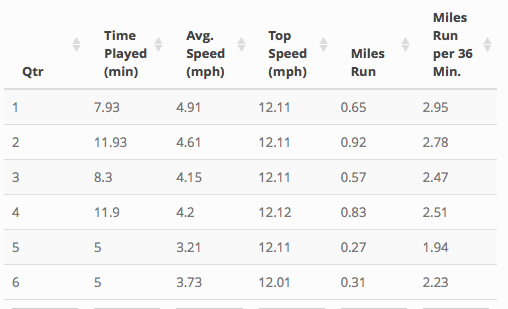 Qtr Time Played (min) Avg. Speed (mph) Top Speed (mph) Miles Run Miles Run per 36 Min.
1 7.93 4.91 12.11 0.65 2.95
2 11.93 4.61 12.11 0.92 2.78
3 8.3 4.15 12.11 0.57 2.47
4 11.9 4.2 12.12 0.83 2.51
5 5 3.21 12.11 0.27 1.94
6 5 3.73 12.01 0.31 2.23